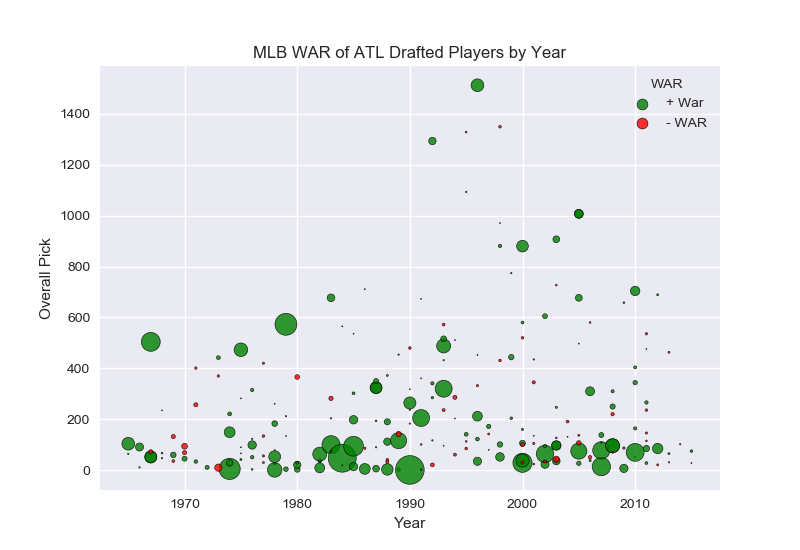 MLB WAR of ATL Drafted Players by Year
WAR
+ War
- WAR
1400
1200
1000
800
600
400
200
0
Overall Pick
1970
1980
1990
2000
2010
Year